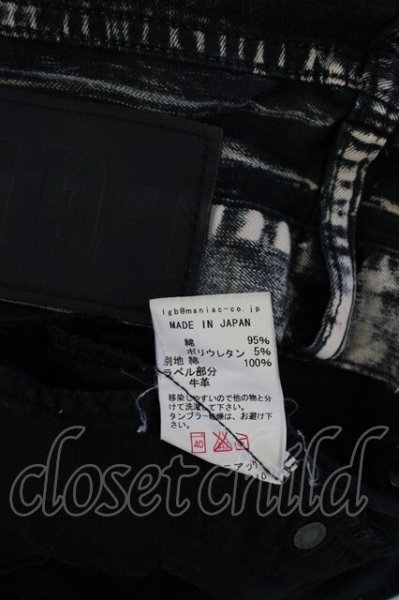 lgb@maniac-co.jp
MADE IN JAPAN
綿 95%
ポリウレタン 5%
別地 綿 100%
ラベル部分
牛革
移染しやすいので他の物と分
けて洗濯して下さい。
タンブラー乾燥は、お避け下
さい。
40
closetchild